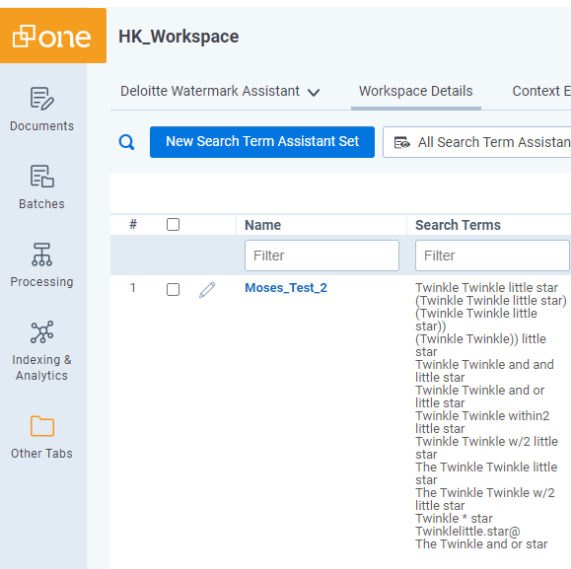 one
HK_Workspace
Deloitte Watermark Assistant
Workspace Details
Context E
New Search Term Assistant Set
All Search Term Assistan
Documents
Batches
Processing
Indexing &
Analytics
Other Tabs
#
Name
Search Terms
Filter
Filter
1
Moses_Test_2
Twinkle Twinkle little star
(Twinkle Twinkle little star)
(Twinkle Twinkle little
star))
(Twinkle Twinkle)) little
star
Twinkle Twinkle and and
little star
Twinkle Twinkle and or
little star
Twinkle Twinkle within2
little star
Twinkle Twinkle w/2 little
star
The Twinkle Twinkle little
star
The Twinkle Twinkle w/2
little star
Twinkle * star
Twinklelittle.star@
The Twinkle and or star